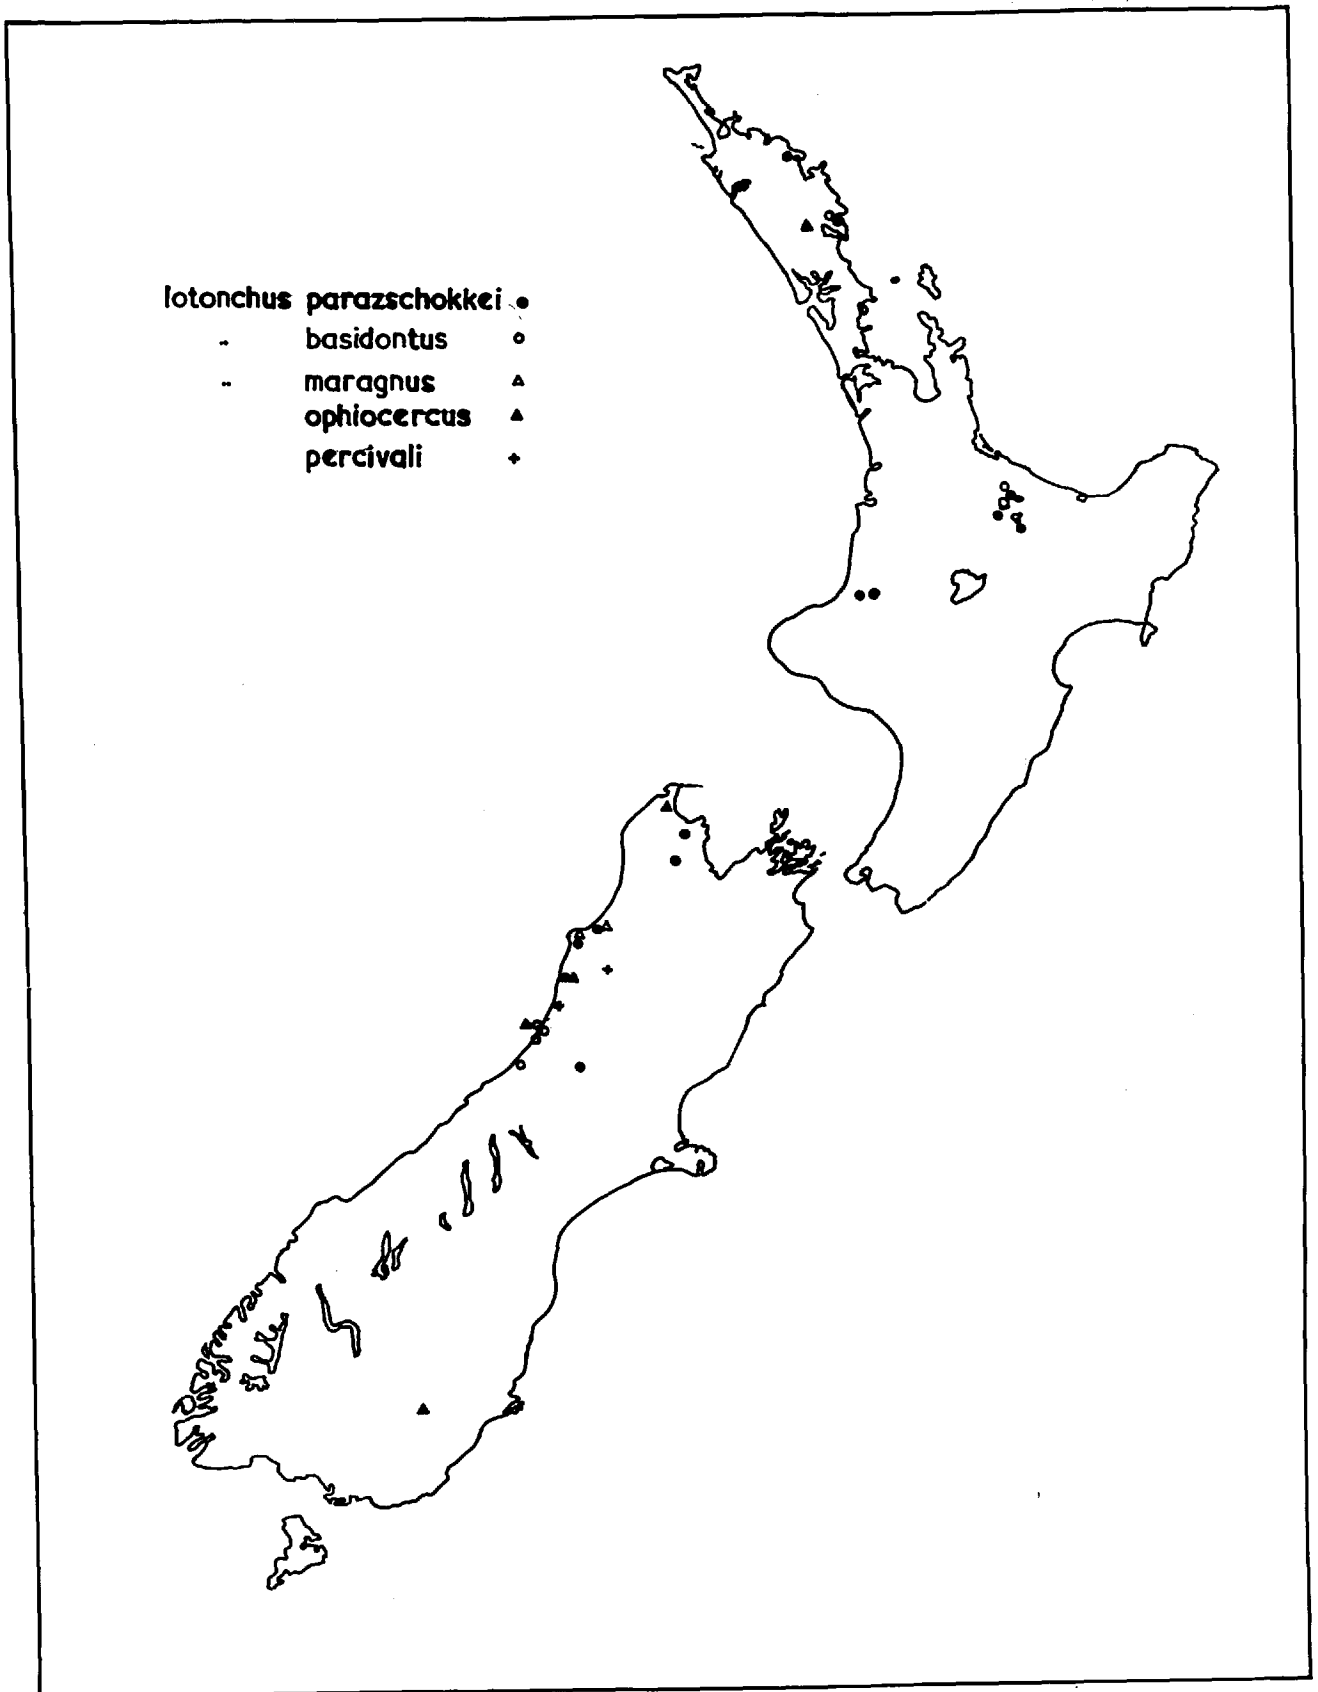 Iotonchus parazschokkei
" basidontus
" maragnus
ophiocercus
percivali